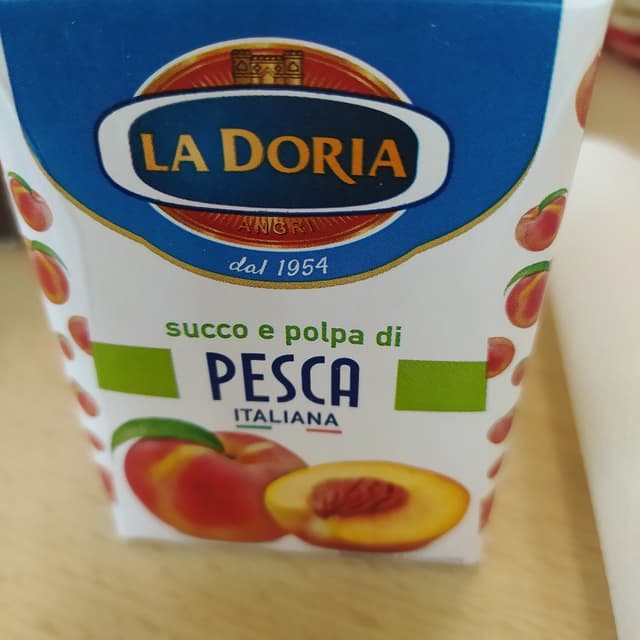 LA DORIA
ANGRI
dal 1954
succo e polpa di
PESCA
ITALIANA